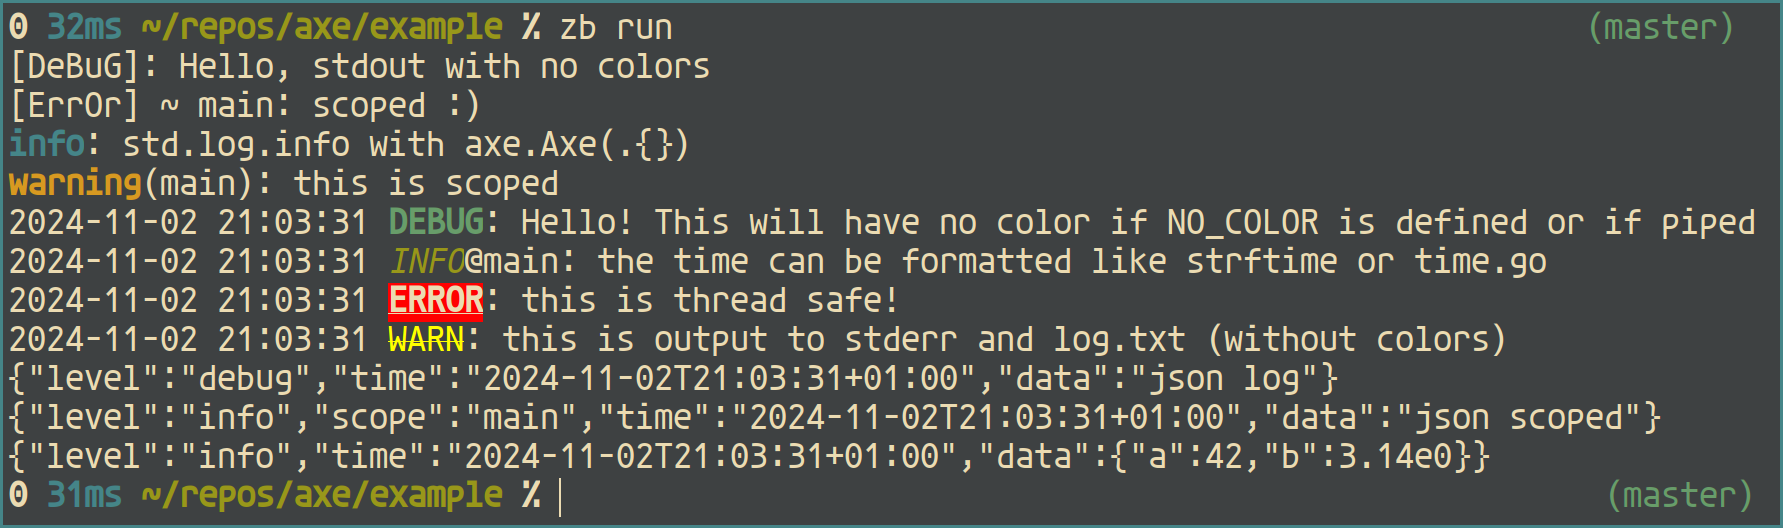 0 32ms ~/repos/axe/example % zb run (master)
[DeBuG]: Hello, stdout with no colors
[ErrOr] ~ main: scoped :)
info: std.log.info with axe.Axe(.{})
warning(main): this is scoped
2024-11-02 21:03:31 DEBUG: Hello! This will have no color if NO_COLOR is defined or if piped
2024-11-02 21:03:31 INFO@main: the time can be formatted like strftime or time.go
2024-11-02 21:03:31 ERROR: this is thread safe!
2024-11-02 21:03:31 WARN: this is output to stderr and log.txt (without colors)
{"level":"debug","time":"2024-11-02T21:03:31+01:00","data":"json log"}
{"level":"info","scope":"main","time":"2024-11-02T21:03:31+01:00","data":"json scoped"}
{"level":"info","time":"2024-11-02T21:03:31+01:00","data":{"a":42,"b":3.14e0}}
0 31ms ~/repos/axe/example % (master)